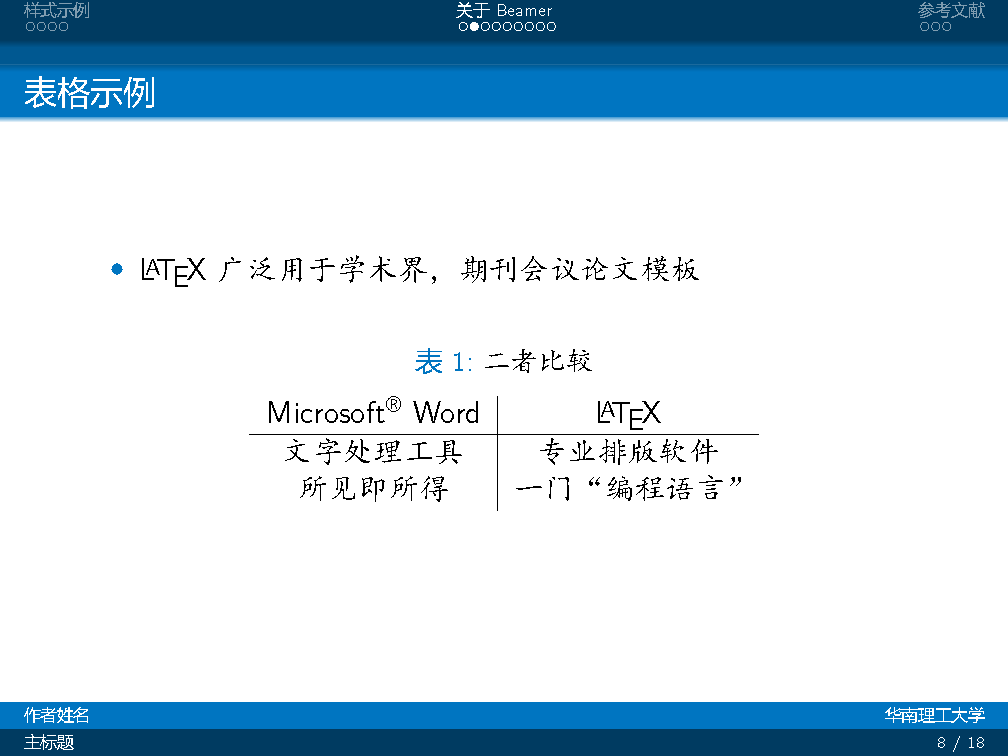 样式示例 关于 Beamer 参考文献
表格示例
• LATEX 广泛用于学术界，期刊会议论文模板
表 1: 二者比较
Microsoft® Word LATEX
文字处理工具 专业排版软件
所见即所得 一门“编程语言”
作者姓名 华南理工大学
主标题 8 / 18